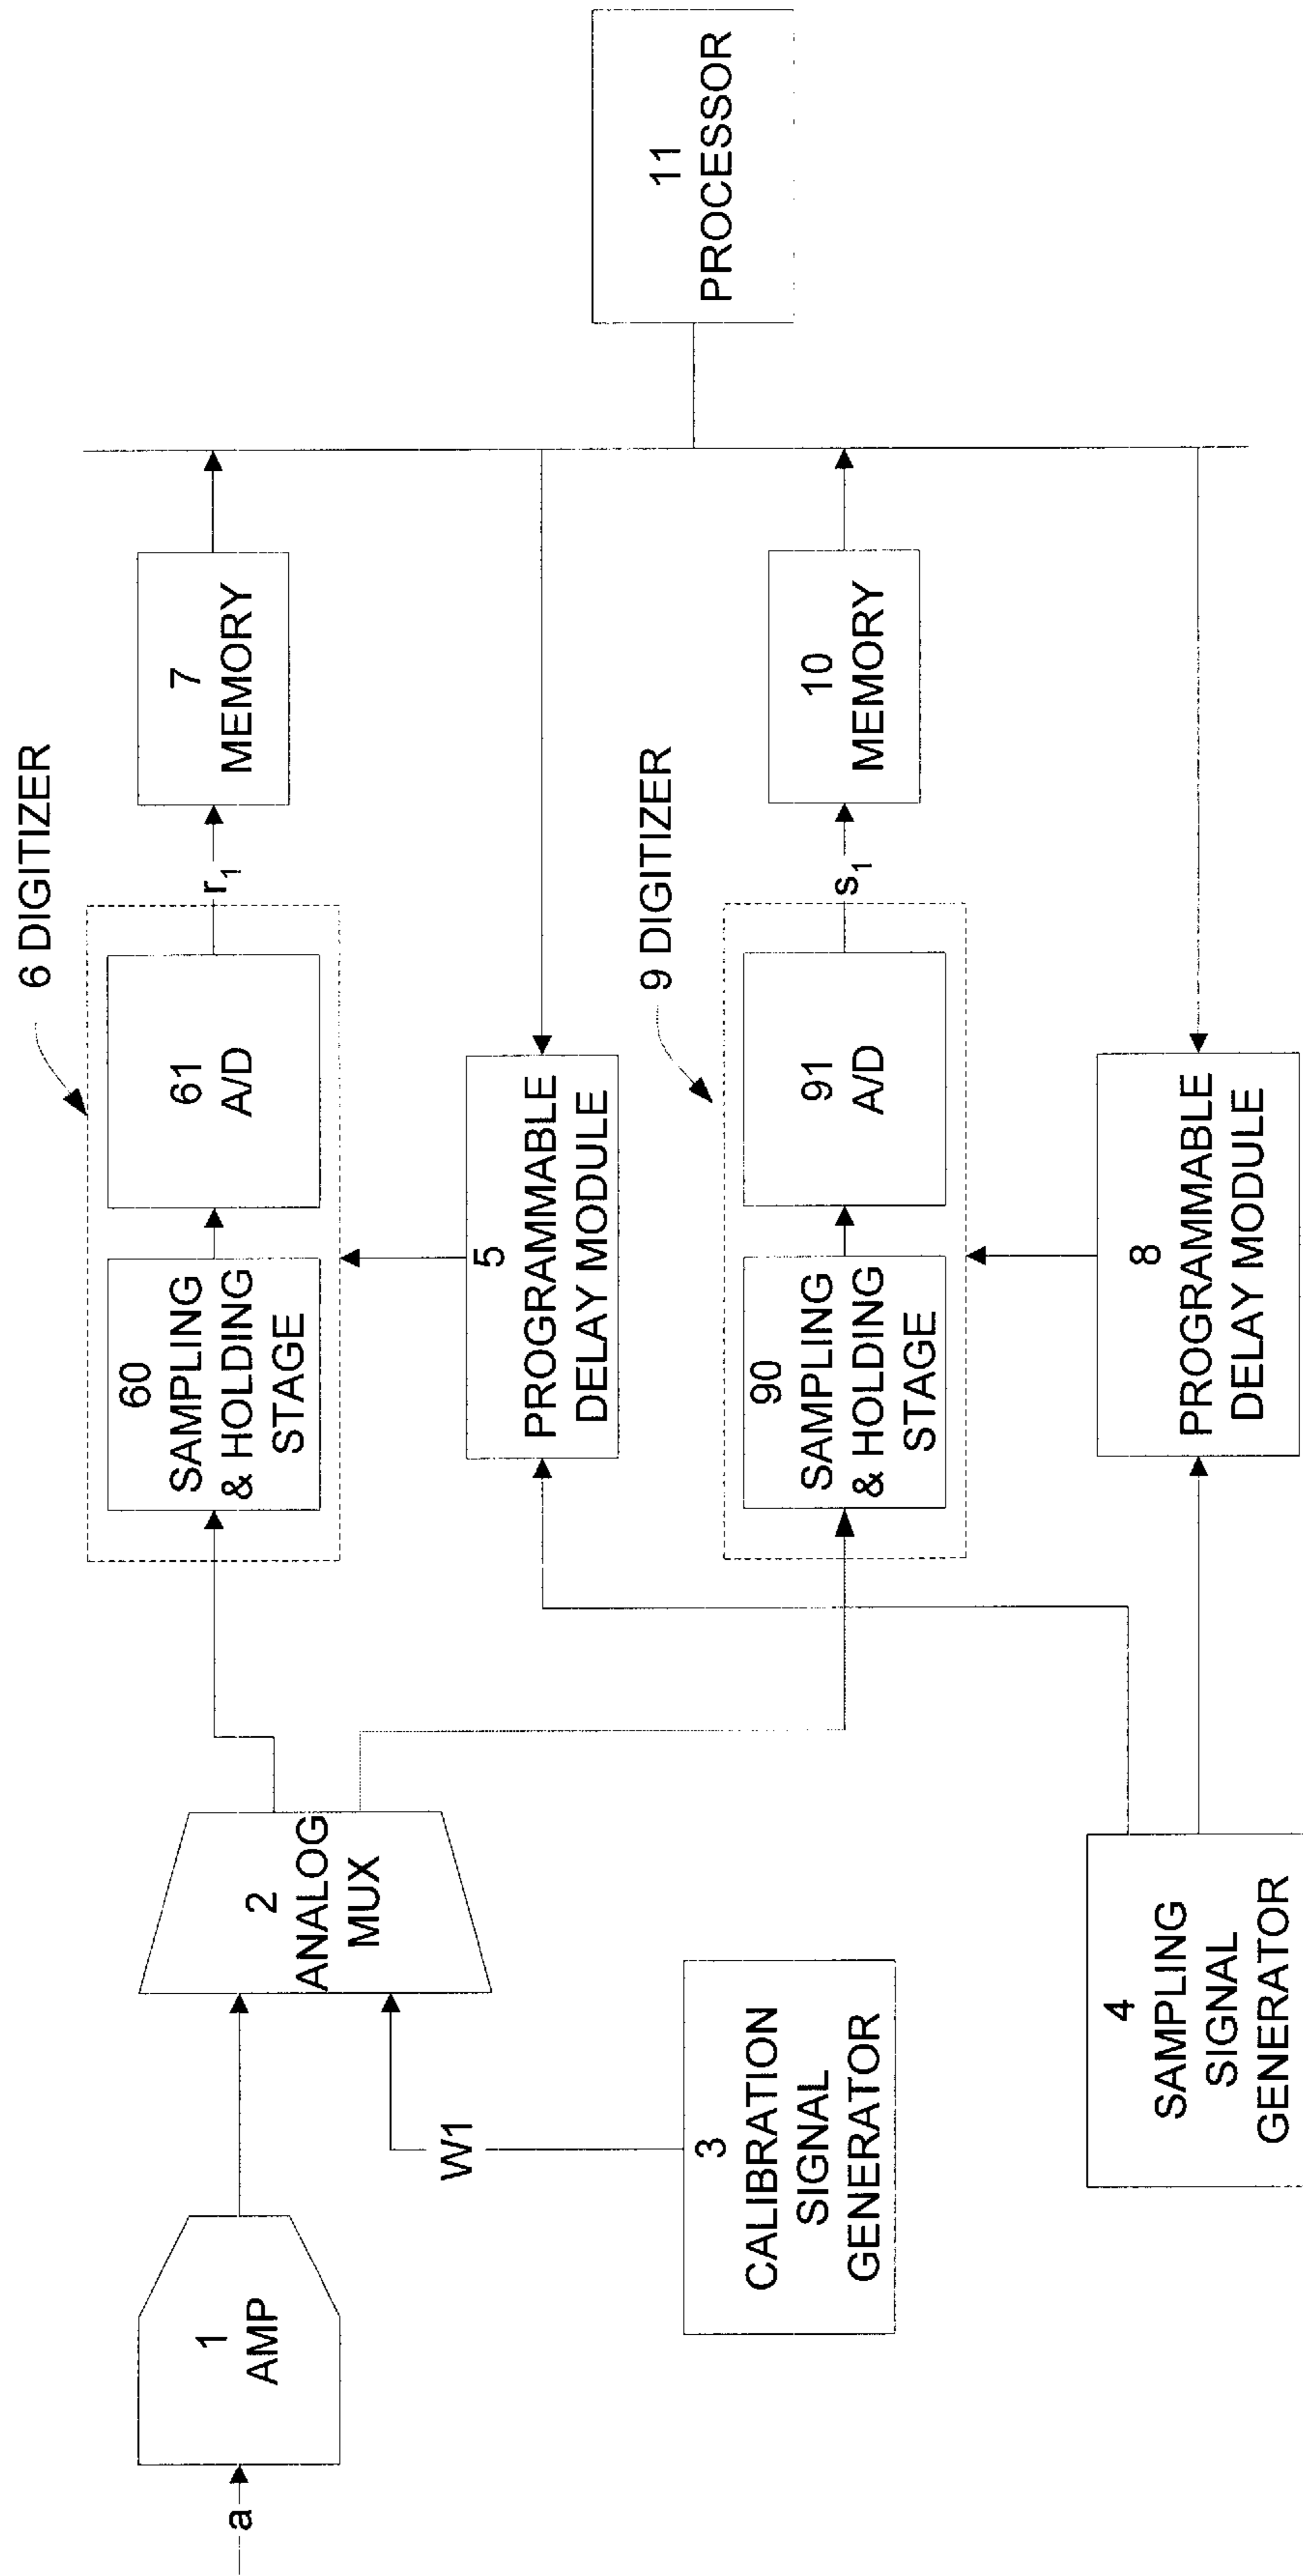 a
1
AMP
2
ANALOG
MUX
W1
3
CALIBRATION
SIGNAL
GENERATOR
4
SAMPLING
SIGNAL
GENERATOR
6 DIGITIZER
60
SAMPLING
& HOLDING
STAGE
61
A/D
r1
7
MEMORY
5
PROGRAMMABLE
DELAY MODULE
9 DIGITIZER
90
SAMPLING
& HOLDING
STAGE
91
A/D
s1
10
MEMORY
8
PROGRAMMABLE
DELAY MODULE
11
PROCESSOR